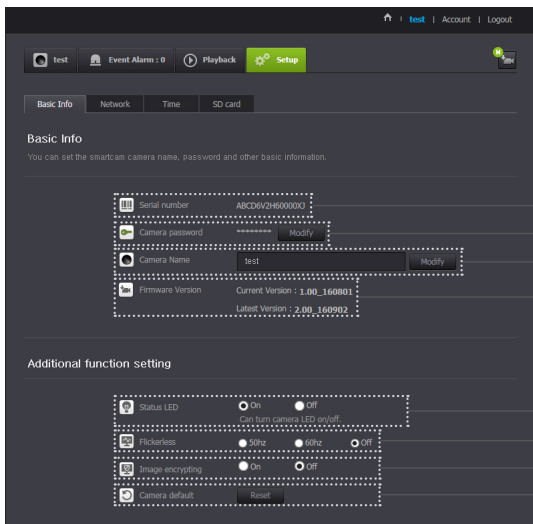 test | Account | Logout
test Event Alarm : 0 Playback Setup
N
Basic Info Network Time SD card
Basic Info
You can set the smartcam camera name, password and other basic information.
Serial number ABCD6V2H60000XJ
Camera password ******** Modify
Camera Name test Modify
Firmware Version Current Version : 1.00_160801
Latest Version : 2.00_160902
Additional function setting
Status LED On Off
Can turn camera LED on/off.
Flickerless 50hz 60hz Off
Image encrypting On Off
Camera default Reset